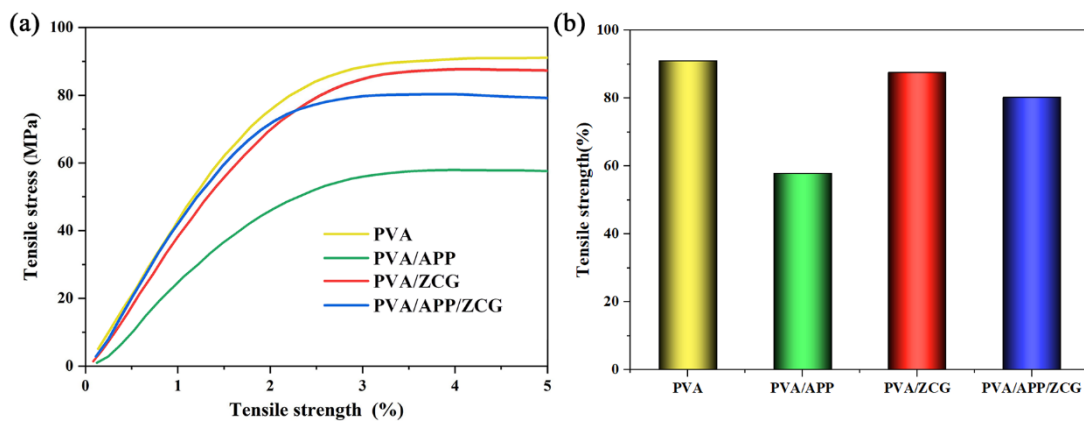 (a)
100
80
60
40
20
0
Tensile stress (MPa)
PVA
PVA/APP
PVA/ZCG
PVA/APP/ZCG
0 1 2 3 4 5
Tensile strength (%)
(b)
100
80
60
40
20
0
Tensile strength(%)
PVA PVA/APP PVA/ZCG PVA/APP/ZCG